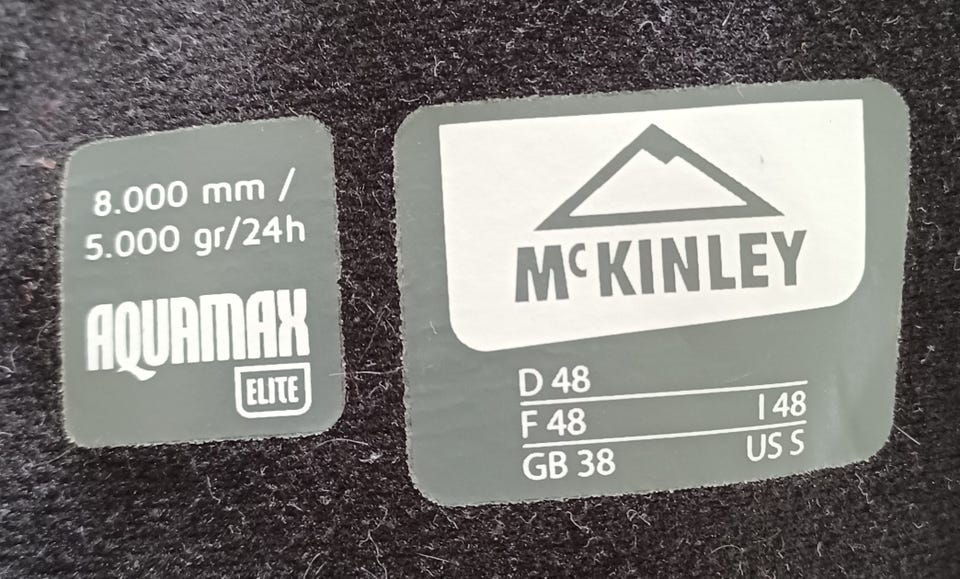 8.000 mm /
5.000 gr/24h
AQUAMAX
ELITE
McKINLEY
D 48
F 48 I 48
GB 38 US S